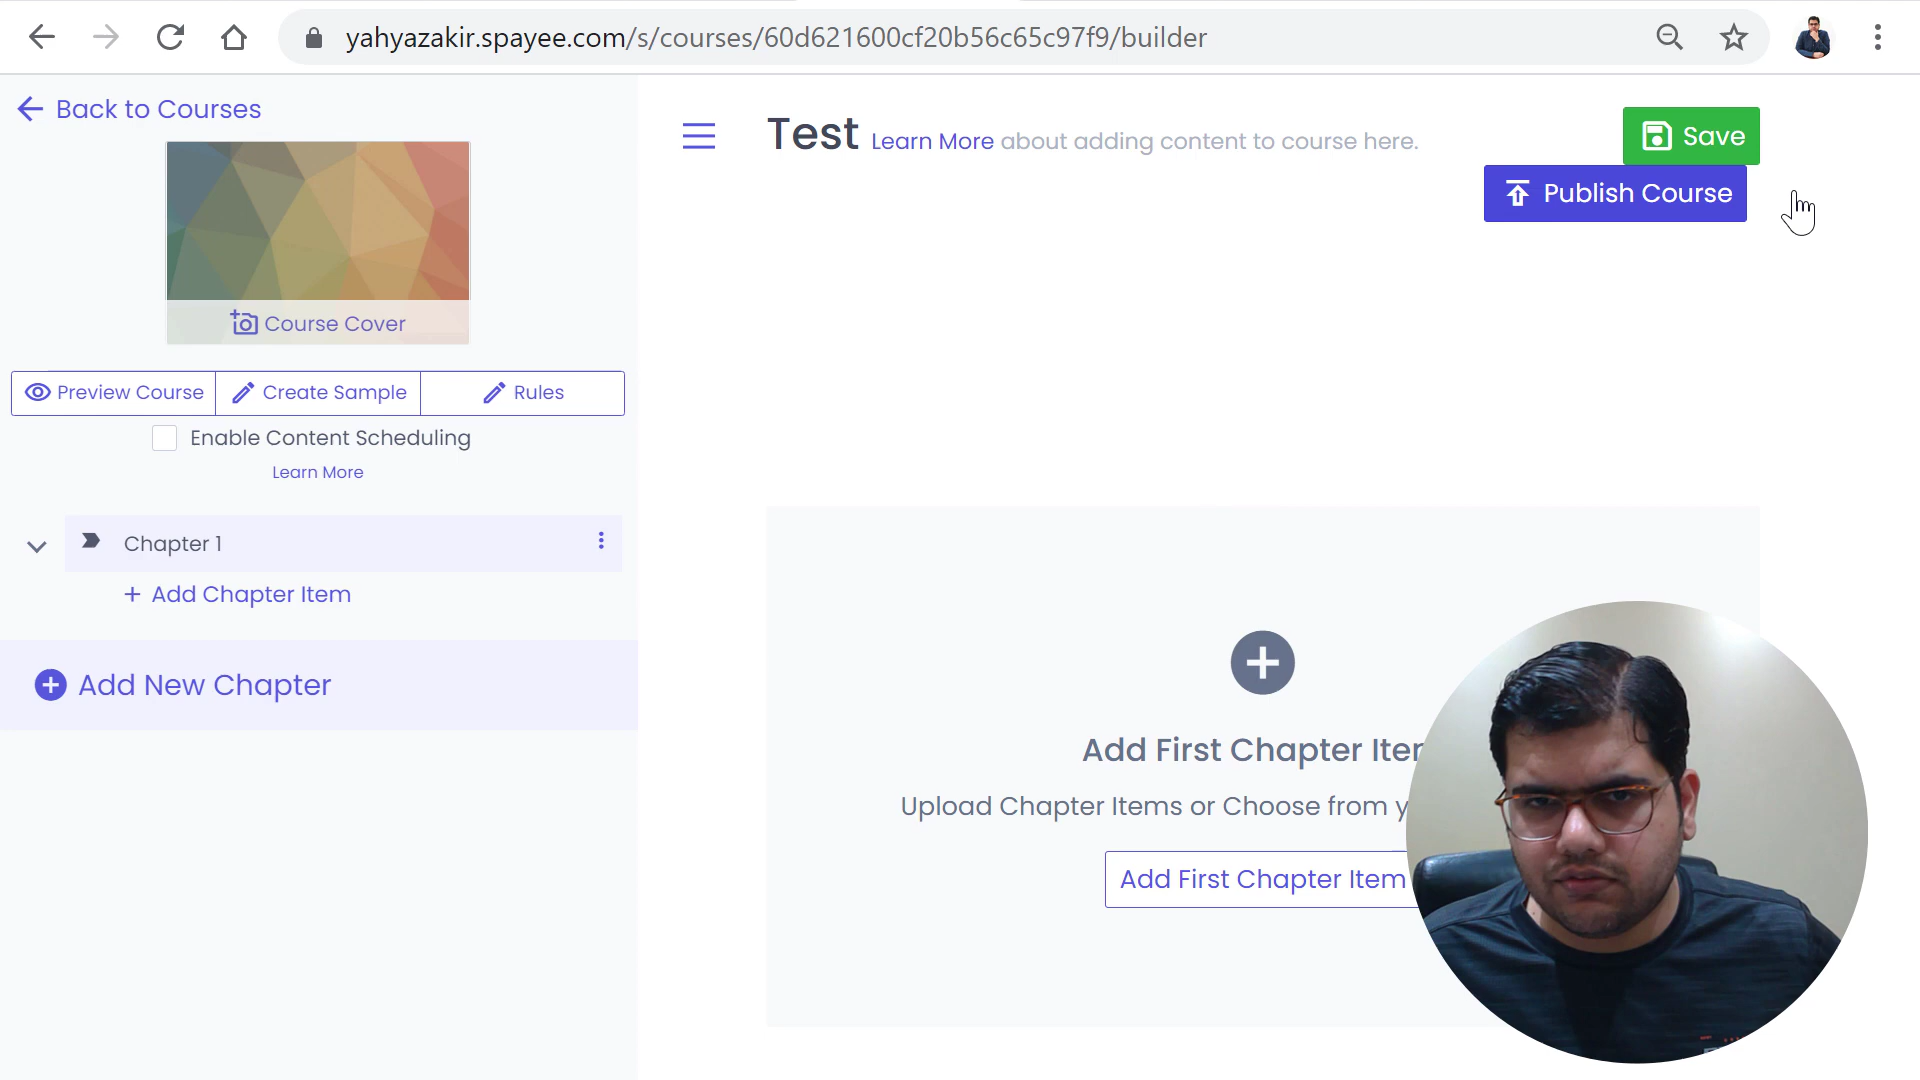 yahyazakir.spayee.com/s/courses/60d621600cf20b56c65c97f9/builder
Back to Courses
Course Cover
Preview Course
Create Sample
Rules
Enable Content Scheduling
Learn More
Chapter 1
+ Add Chapter Item
Add New Chapter
Test Learn More about adding content to course here.
Save
Publish Course
Add First Chapter
Upload Chapter Items or Choose from
Add First Chapter Item